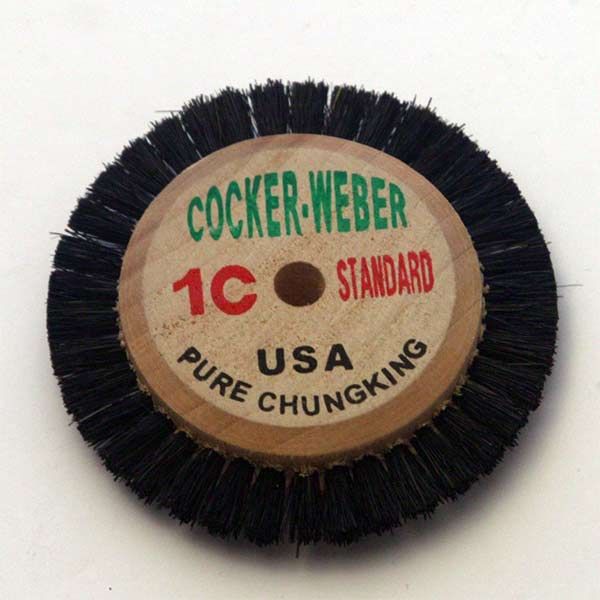 COCKER-WEBER
1C STANDARD
USA
PURE CHUNGKING